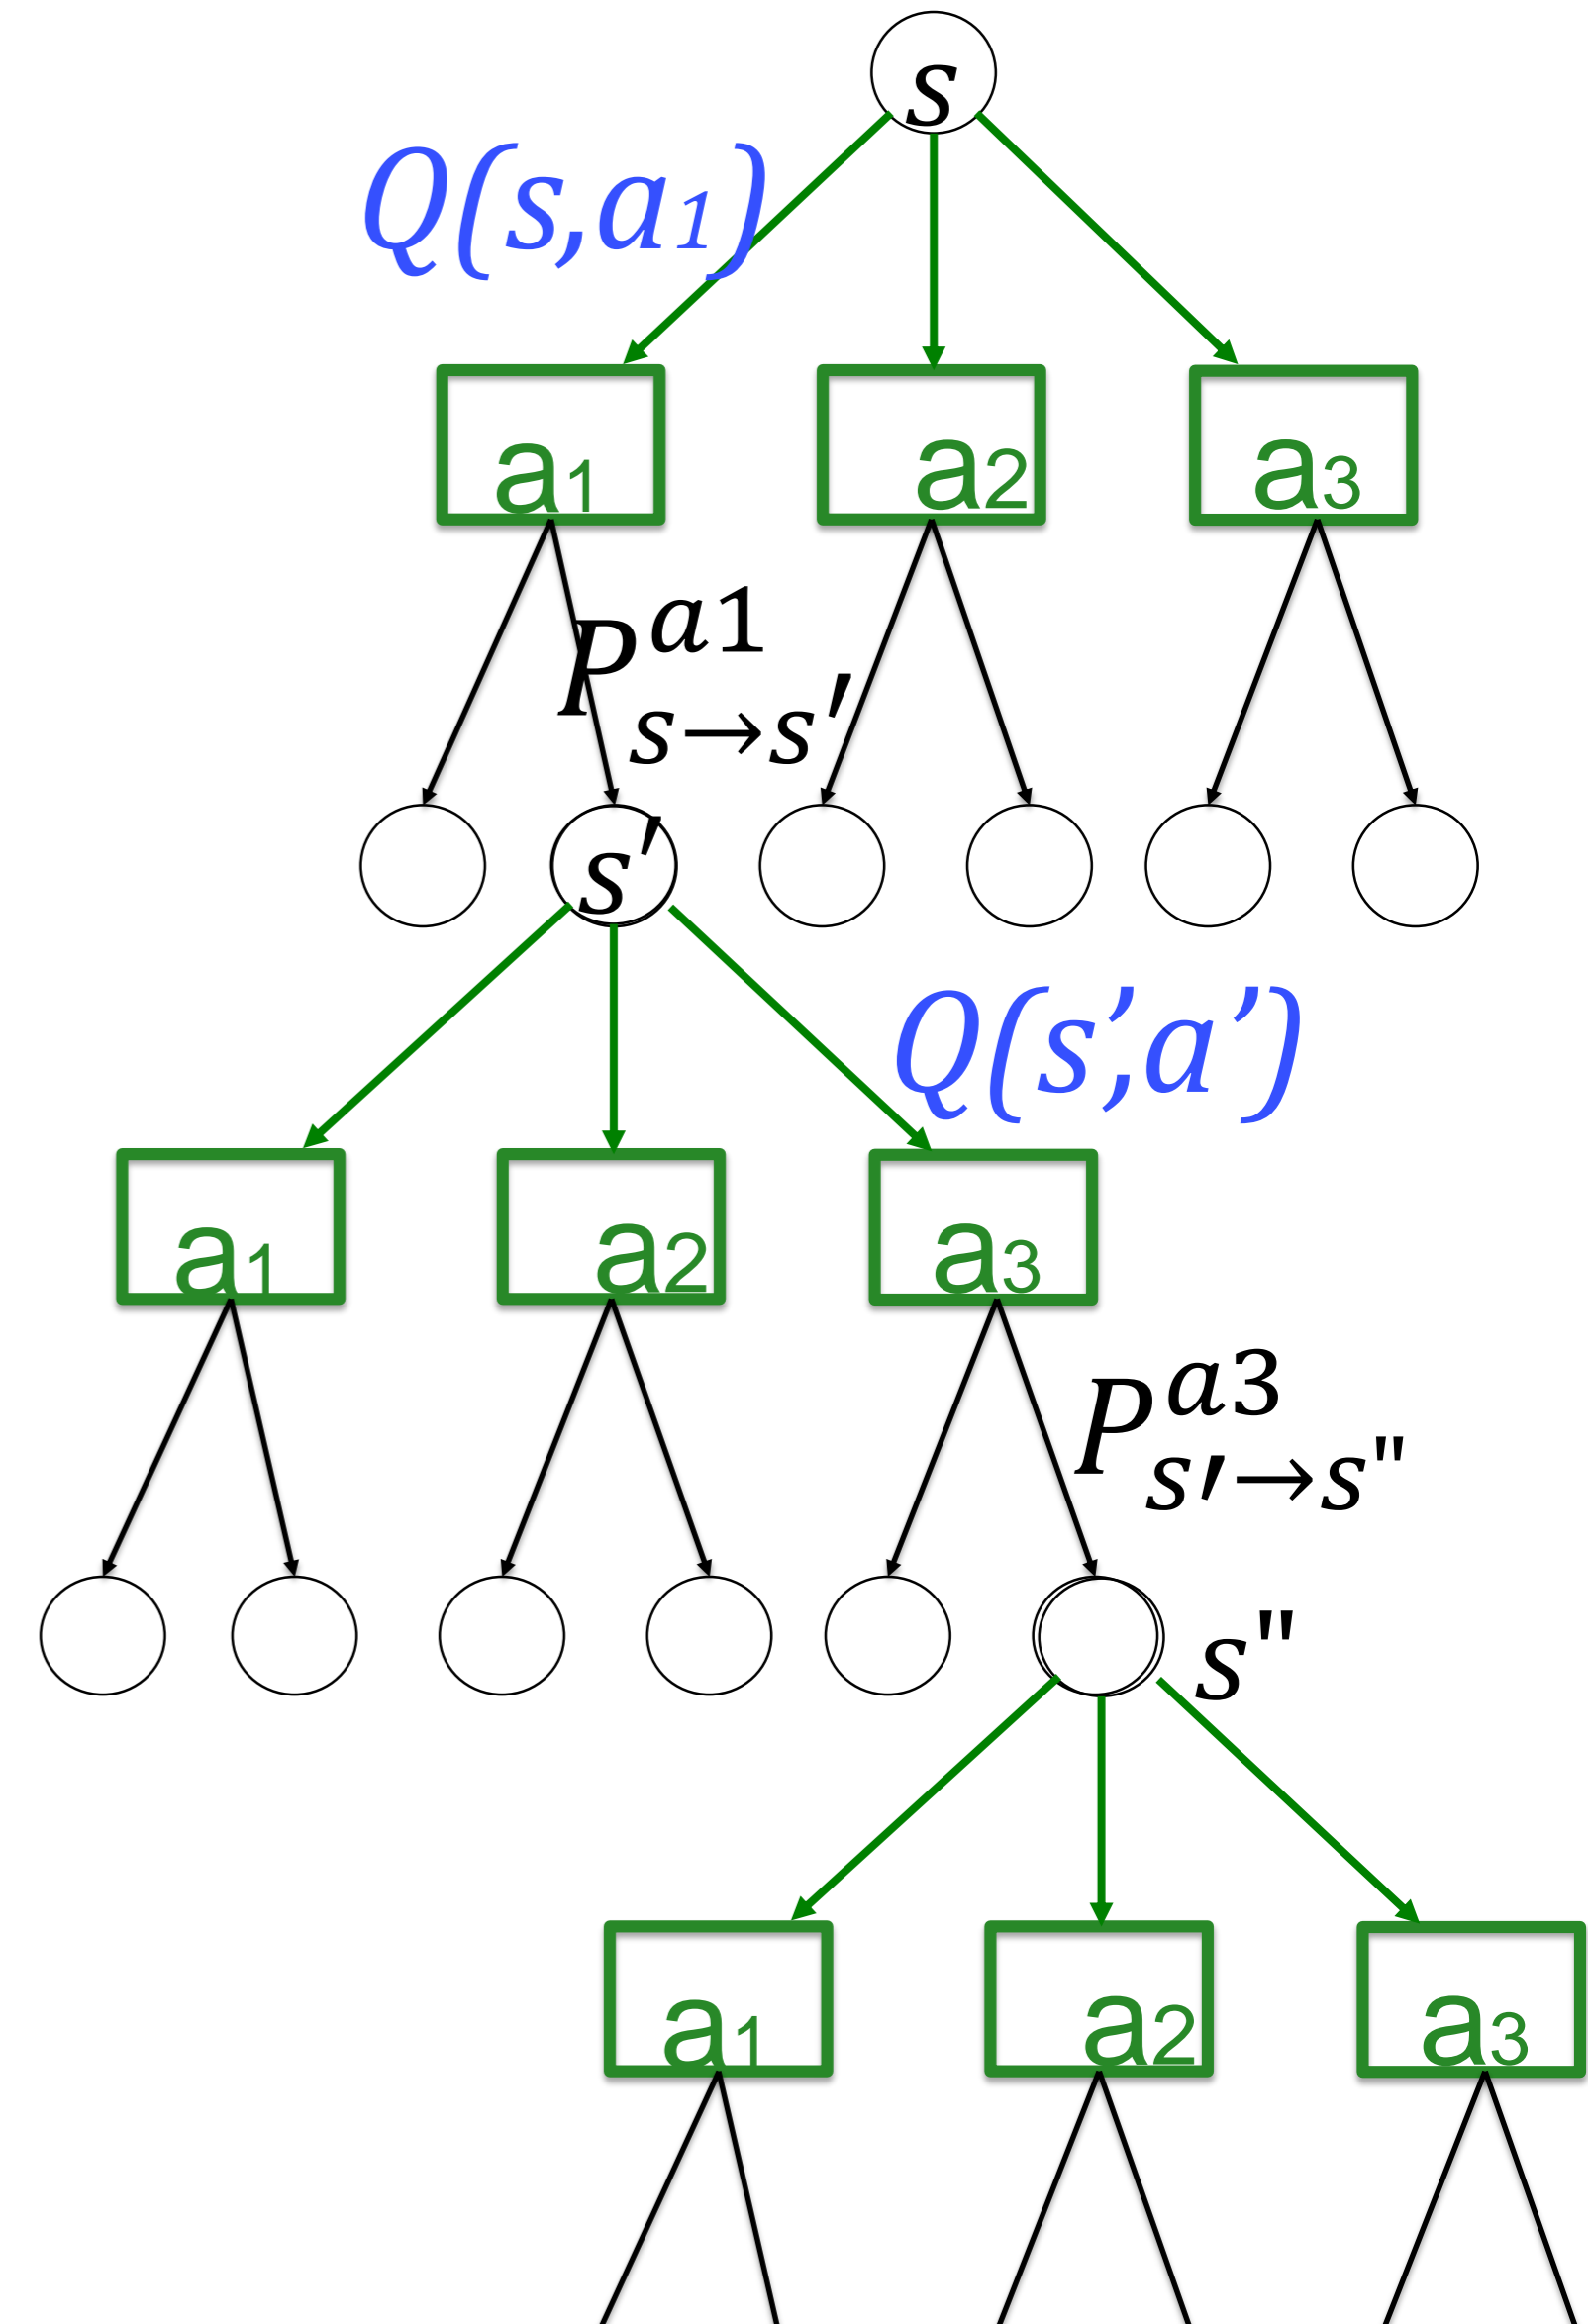 s
Q(s,a1)
a1
a2
a3
P a1 s→s′
s′
Q(s’,a’)
a1
a2
a3
P a3 s′→s"
s"
a1
a2
a3